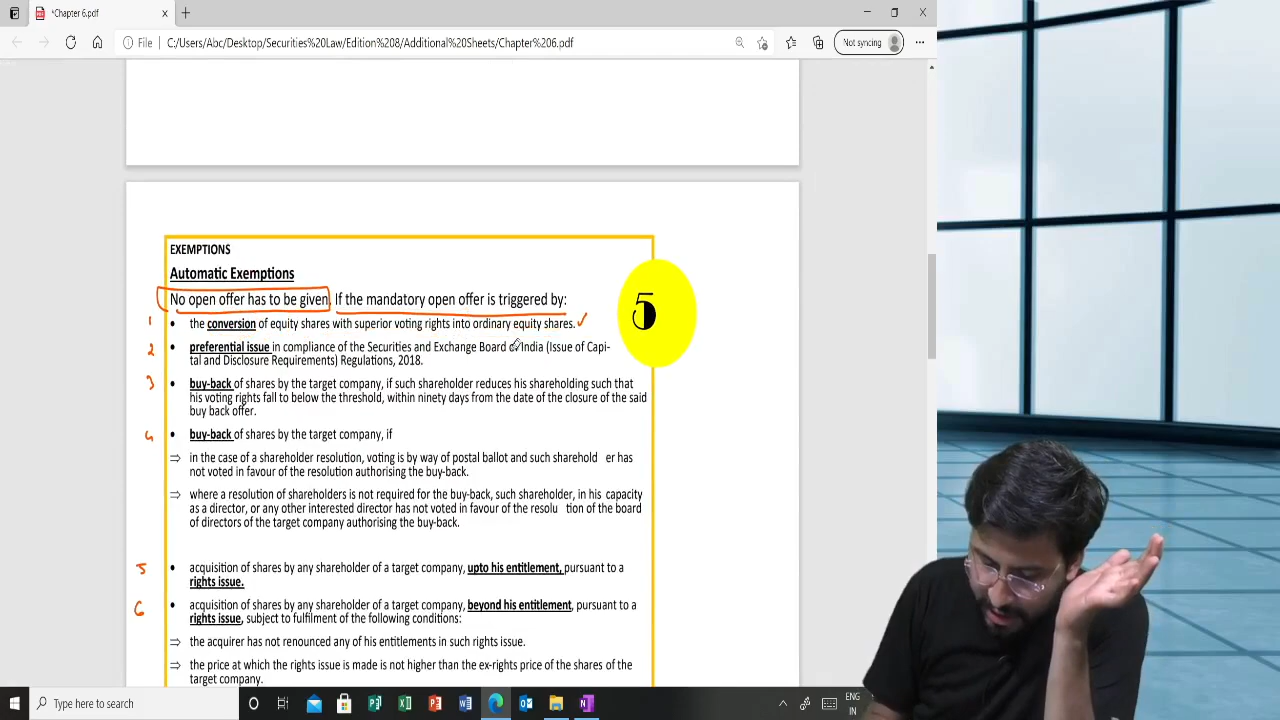 *Chapter 6.pdf
File
C:/Users/Abc/Desktop/Securities%20Law/Edition%208/Additional%20Sheets/Chapter%206.pdf
Not syncing
EXEMPTIONS
Automatic Exemptions
No open offer has to be given. If the mandatory open offer is triggered by:
1 • the conversion of equity shares with superior voting rights into ordinary equity shares. ✓
5
2 • preferential issue in compliance of the Securities and Exchange Board of India (Issue of Capi-
tal and Disclosure Requirements) Regulations, 2018.
3 • buy-back of shares by the target company, if such shareholder reduces his shareholding such that
his voting rights fall to below the threshold, within ninety days from the date of the closure of the said
buy back offer.
4 • buy-back of shares by the target company, if
⇒ in the case of a shareholder resolution, voting is by way of postal ballot and such sharehold er has
not voted in favour of the resolution authorising the buy-back.
⇒ where a resolution of shareholders is not required for the buy-back, such shareholder, in his capacity
as a director, or any other interested director has not voted in favour of the resolu tion of the board
of directors of the target company authorising the buy-back.
5 • acquisition of shares by any shareholder of a target company, upto his entitlement, pursuant to a
rights issue.
6 • acquisition of shares by any shareholder of a target company, beyond his entitlement, pursuant to a
rights issue, subject to fulfilment of the following conditions:
⇒ the acquirer has not renounced any of his entitlements in such rights issue.
⇒ the price at which the rights issue is made is not higher than the ex-rights price of the shares of the
target company.
Type here to search
ENG
IN